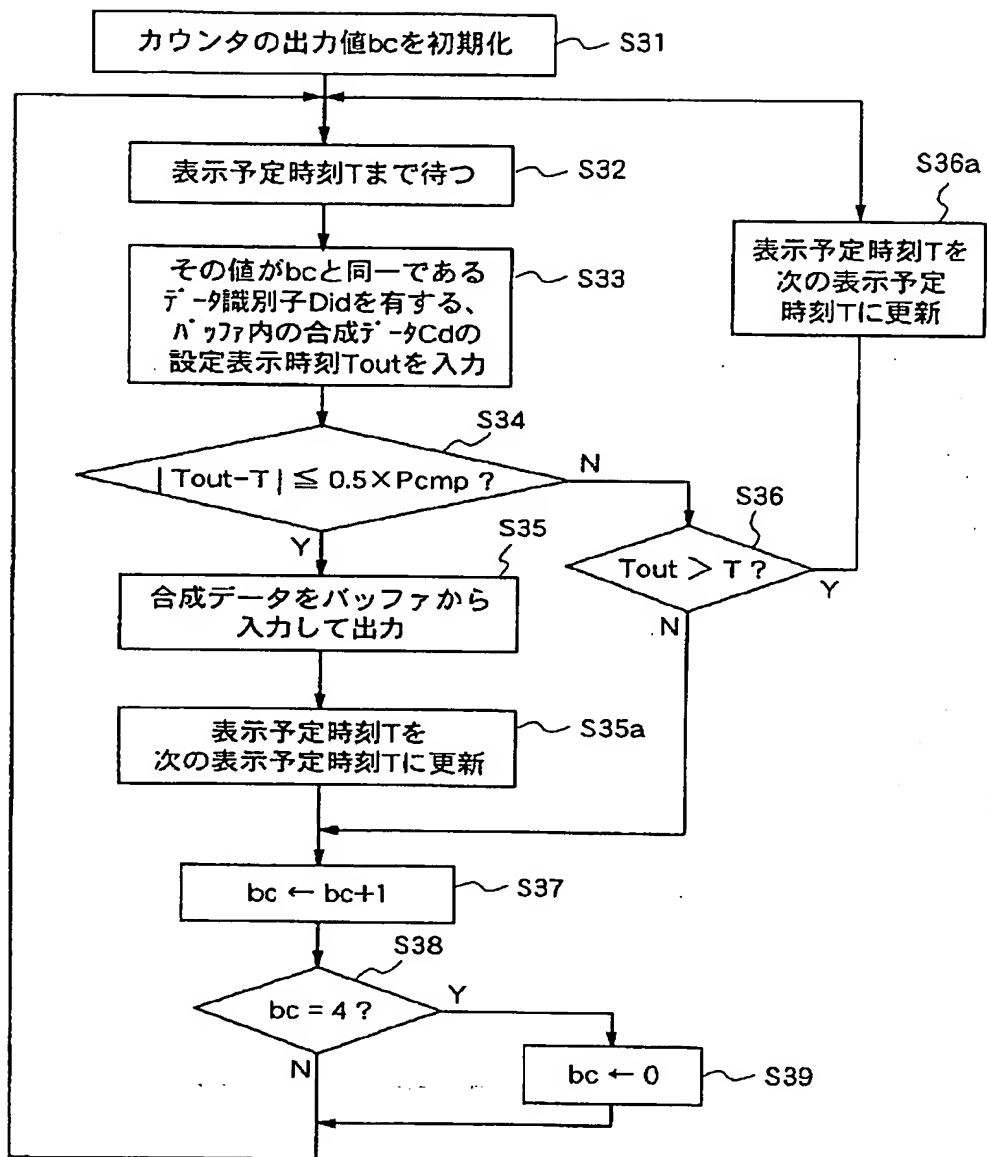 カウンタの出力値bcを初期化
S31
表示予定時刻Tまで待つ
S32
その値がbcと同一である
データ識別子Didを有する、
バッファ内の合成データCdの
設定表示時刻Toutを入力
S33
S36a
表示予定時刻Tを
次の表示予定
時刻Tに更新
S34
|Tout-T| ≦ 0.5×Pcmp ?
N
Y
S36
Tout > T ?
Y
N
S35
合成データをバッファから
入力して出力
表示予定時刻Tを
次の表示予定時刻Tに更新
S35a
bc ← bc+1
S37
S38
bc = 4 ?
Y
N
bc ← 0
S39